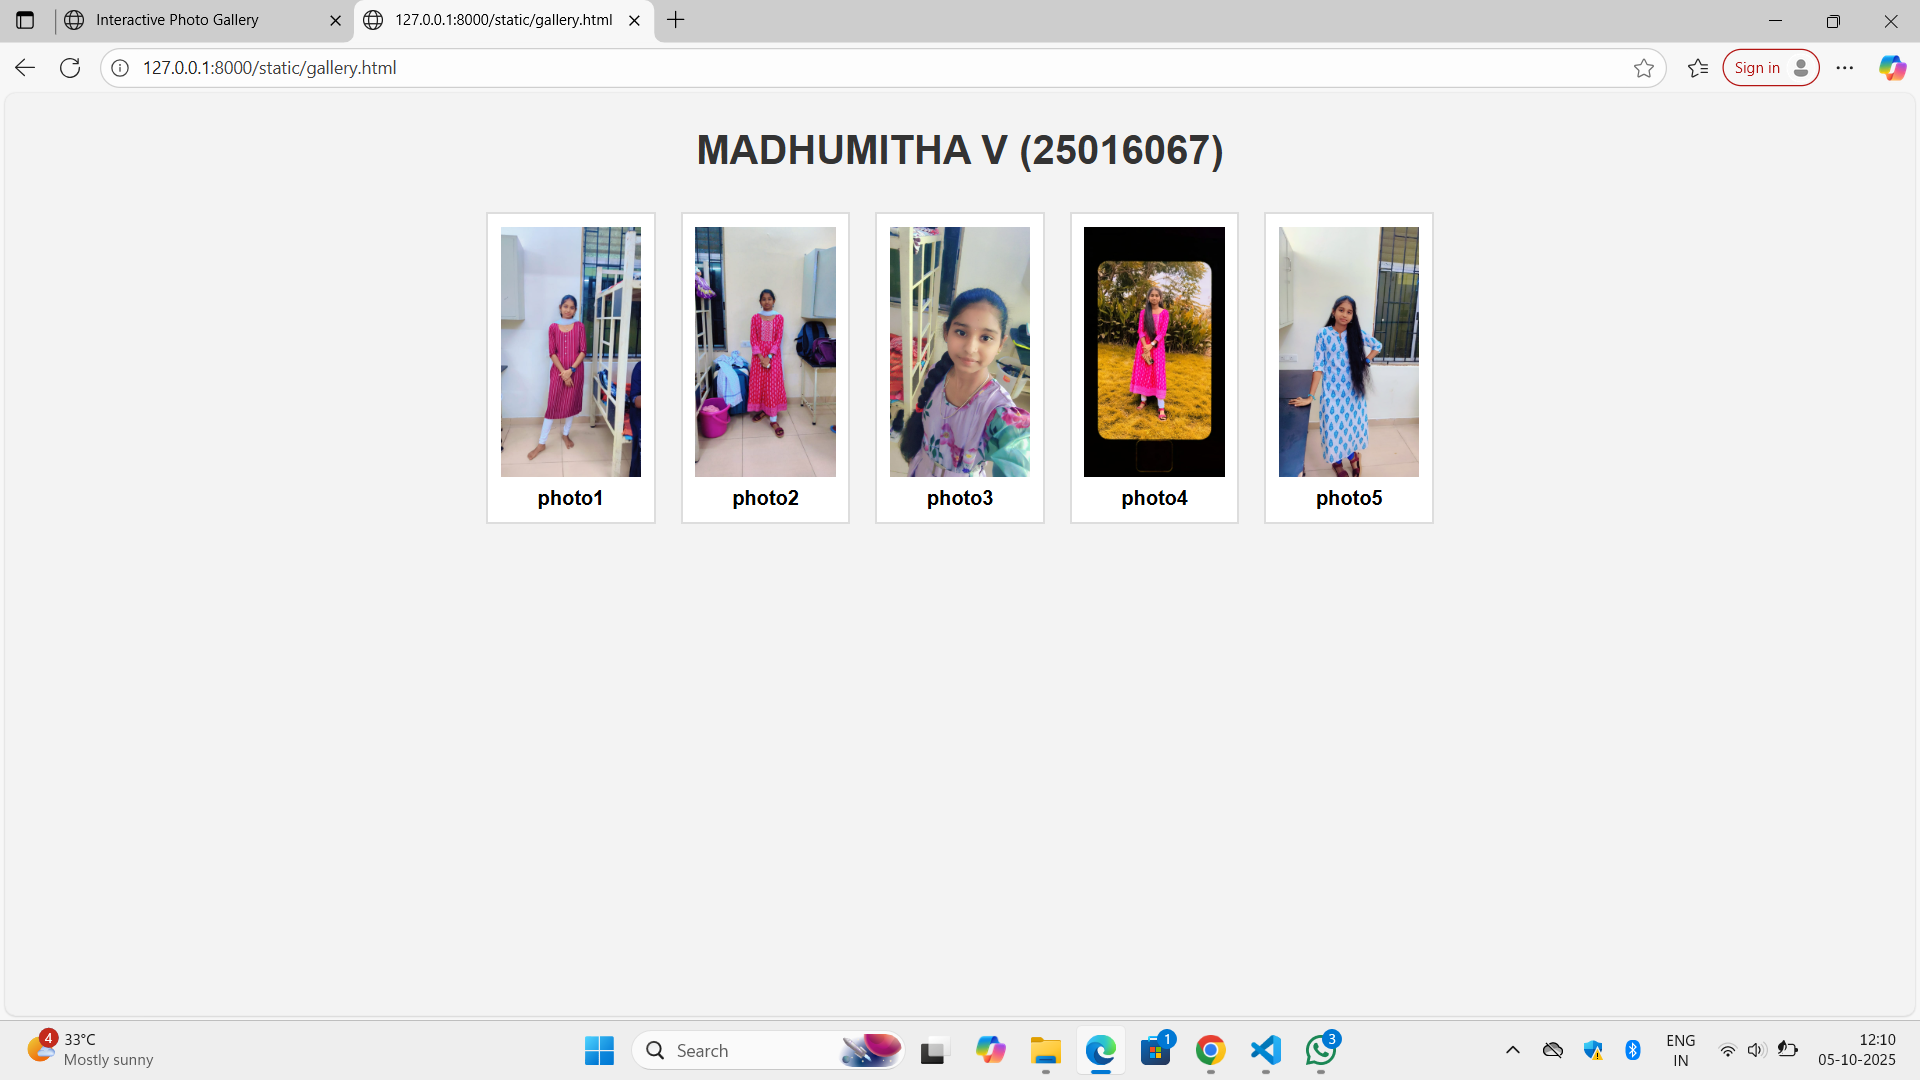 Interactive Photo Gallery
127.0.0.1:8000/static/gallery.html
127.0.0.1:8000/static/gallery.html
Sign in
MADHUMITHA V (25016067)
photo1
photo2
photo3
photo4
photo5
4
33°C
Mostly sunny
Search
1
3
ENG
IN
12:10
05-10-2025